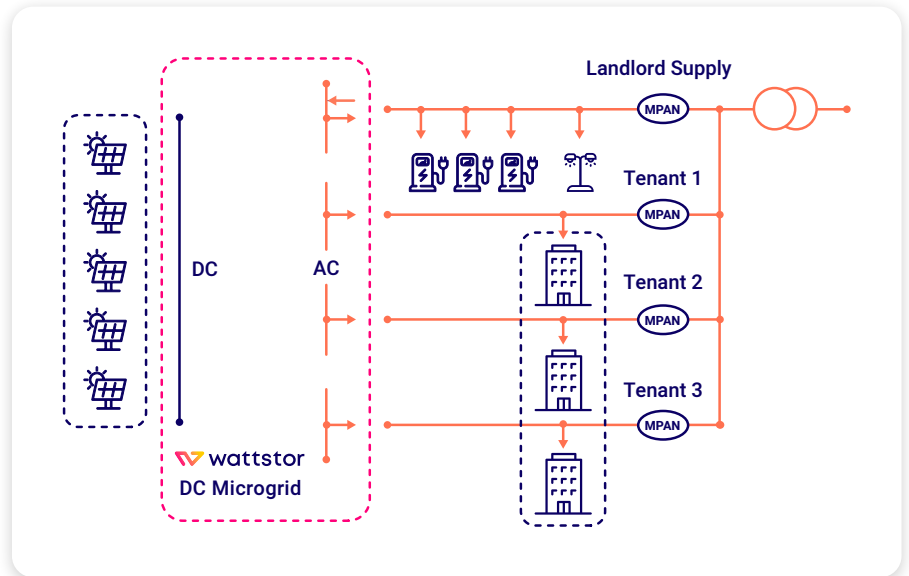 Landlord Supply
MPAN
Tenant 1
MPAN
DC
AC
Tenant 2
MPAN
Tenant 3
MPAN
wattstor
DC Microgrid